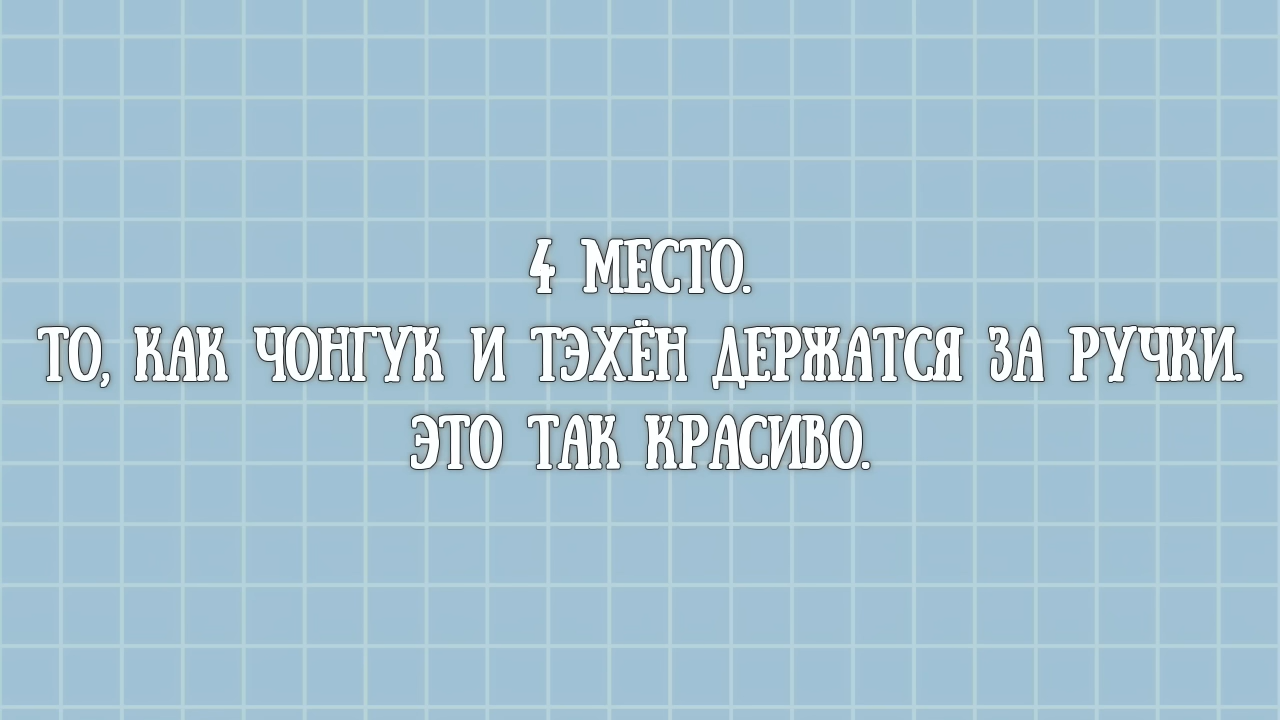 4 МЕСТО.
ТО, КАК ЧОНГУК И ТЭХЁН ДЕРЖАТСЯ ЗА РУЧКИ.
ЭТО ТАК КРАСИВО.